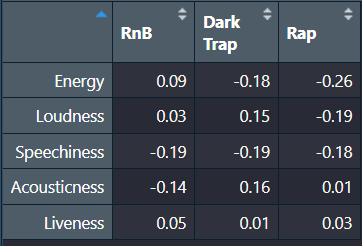 RnB Dark Trap Rap
Energy 0.09 -0.18 -0.26
Loudness 0.03 0.15 -0.19
Speechiness -0.19 -0.19 -0.18
Acousticness -0.14 0.16 0.01
Liveness 0.05 0.01 0.03